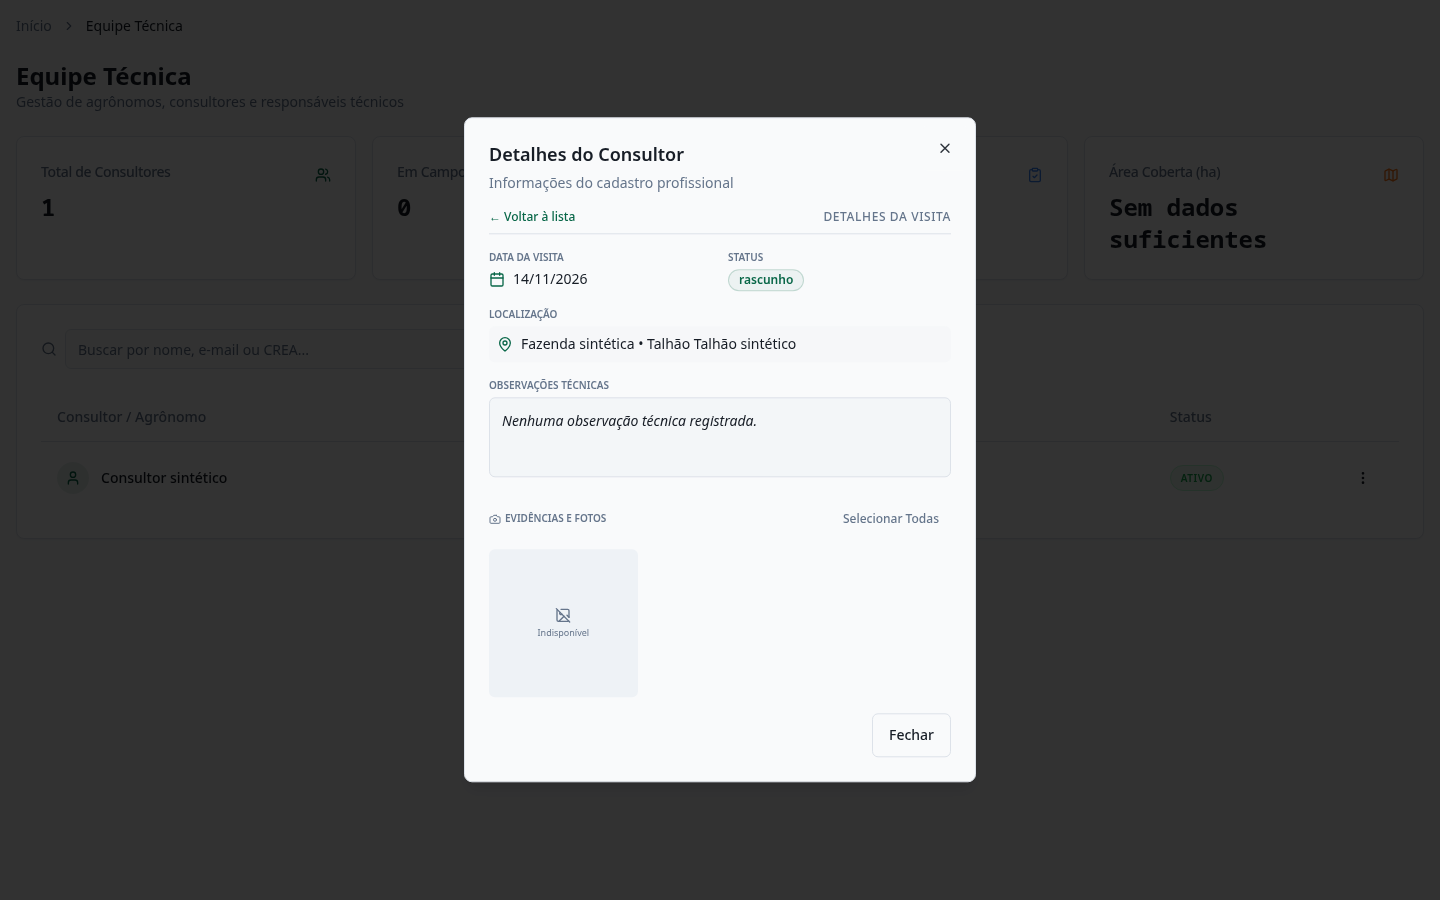 Início
Equipe Técnica
Equipe Técnica
Gestão de agrônomos, consultores e responsáveis técnicos
Total de Consultores
1
Em Campo
0
Área Coberta (ha)
Sem dados
suficientes
Buscar por nome, e-mail ou CREA...
Consultor / Agrônomo
Status
Consultor sintético
ATIVO
Detalhes do Consultor
Informações do cadastro profissional
← Voltar à lista
DETALHES DA VISITA
DATA DA VISITA
STATUS
14/11/2026
rascunho
LOCALIZAÇÃO
Fazenda sintética • Talhão Talhão sintético
OBSERVAÇÕES TÉCNICAS
Nenhuma observação técnica registrada.
EVIDÊNCIAS E FOTOS
Selecionar Todas
Indisponível
Fechar